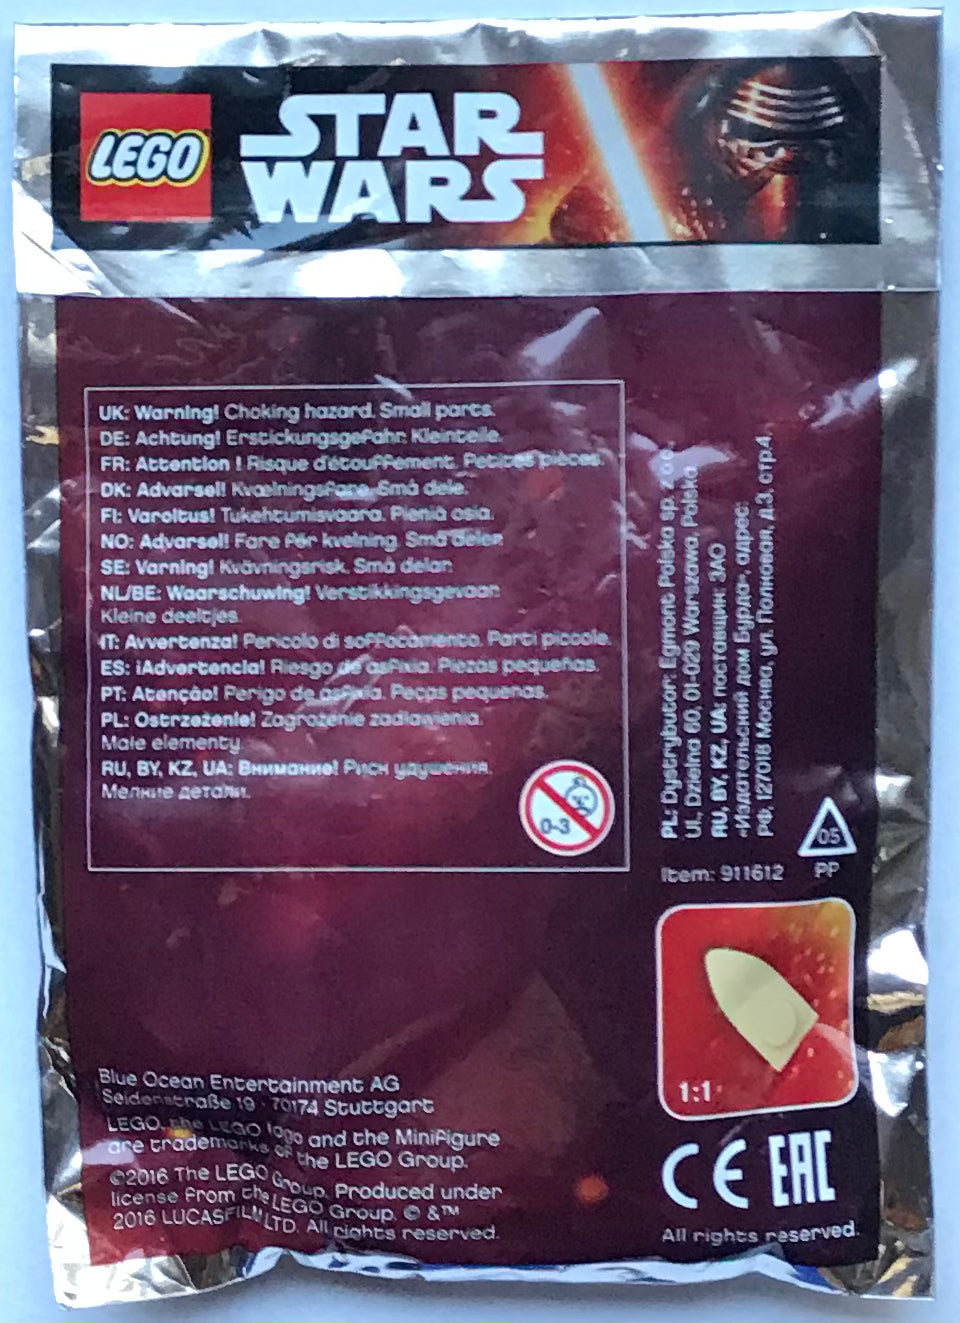 LEGO
STAR
WARS
UK: Warning! Choking hazard. Small parts.
DE: Achtung! Erstickungsgefahr. Kleinteile.
FR: Attention ! Risque d'étouffement. Petites pièces.
DK: Advarsel! Kvælningsfare. Små dele.
FI: Varoitus! Tukehtumisvaara. Pieniä osia.
NO: Advarsel! Fare for kvelning. Små deler.
SE: Varning! Kvävningsrisk. Små delar.
NL/BE: Waarschuwing! Verstikkingsgevaar.
Kleine deeltjes.
IT: Avvertenza! Pericolo di soffocamento. Parti piccole.
ES: ¡Advertencia! Riesgo de asfixia. Piezas pequeñas.
PT: Atenção! Perigo de asfixia. Peças pequenas.
PL: Ostrzeżenie! Zagrożenie zadławienia.
Małe elementy.
RU, BY, KZ, UA: Внимание! Риск удушения.
Мелкие детали.
0-3
PL: Dystrybutor: Egmont Polska sp. z o.o.,
Ul. Dzielna 60, 01-029 Warszawa, Polska
RU, BY, KZ, UA: поставщик: ЗАО
«Издательский дом Бурда», адрес:
РФ, 127018 Москва, ул. Полковая, д.3, стр.4,
05
PP
Item: 911612
1:1
Blue Ocean Entertainment AG
Seidenstraße 19 · 70174 Stuttgart
LEGO, the LEGO logo and the Minifigure
are trademarks of the LEGO Group.
©2016 The LEGO Group. Produced under
license from the LEGO Group. © & ™
2016 LUCASFILM LTD. All rights reserved.
CE EAC
All rights reserved.